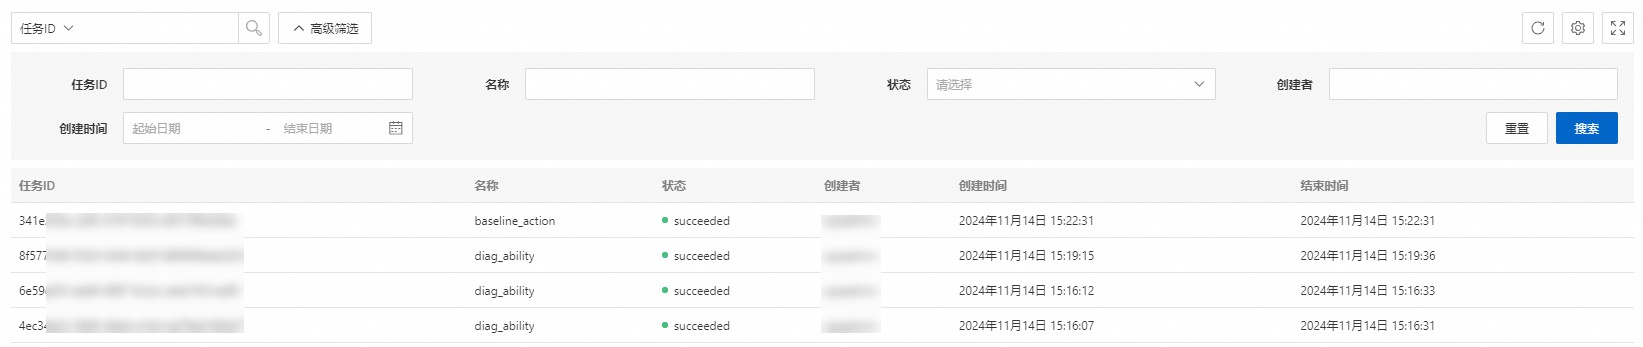 任务ID 高级筛选
任务ID 名称 状态 请选择 创建者
创建时间 起始日期 - 结束日期 重置 搜索
任务ID 名称 状态 创建者 创建时间 结束时间
341e baseline_action succeeded 2024年11月14日 15:22:31 2024年11月14日 15:22:31
8f577 diag_ability succeeded 2024年11月14日 15:19:15 2024年11月14日 15:19:36
6e59 diag_ability succeeded 2024年11月14日 15:16:12 2024年11月14日 15:16:33
4ec34 diag_ability succeeded 2024年11月14日 15:16:07 2024年11月14日 15:16:31